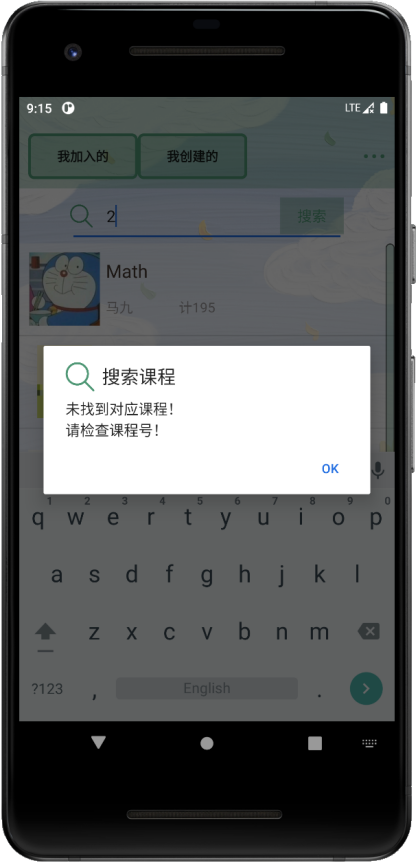 9:15 LTE
我加入的 我创建的
2 搜索
Math
马九 计195
搜索课程
未找到对应课程！
请检查课程号！
OK
1 2 3 4 5 6 7 8 9 0
q w e r t y u i o p
a s d f g h j k l
z x c v b n m
?123 , English .